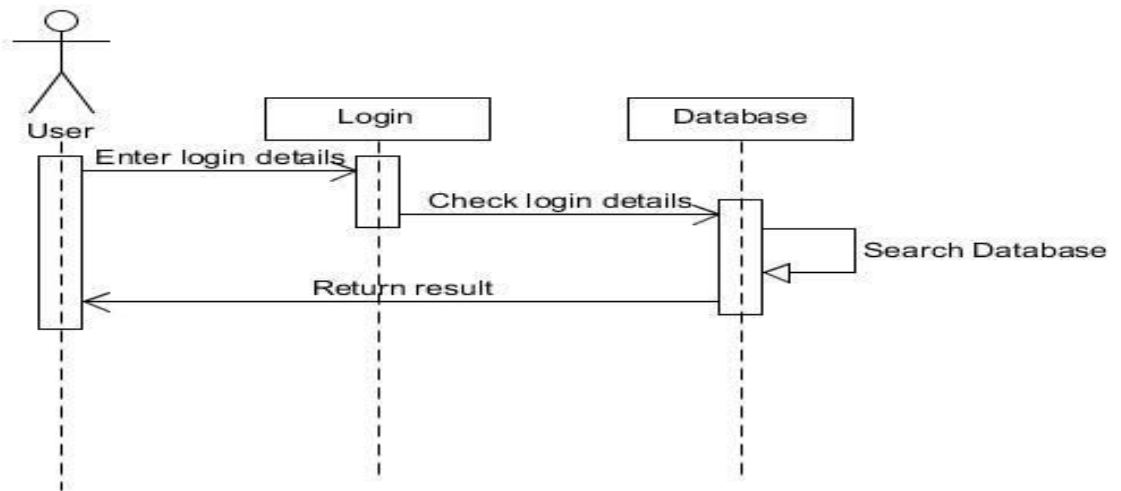 User
Login
Database
Enter login details
Check login details
Search Database
Return result